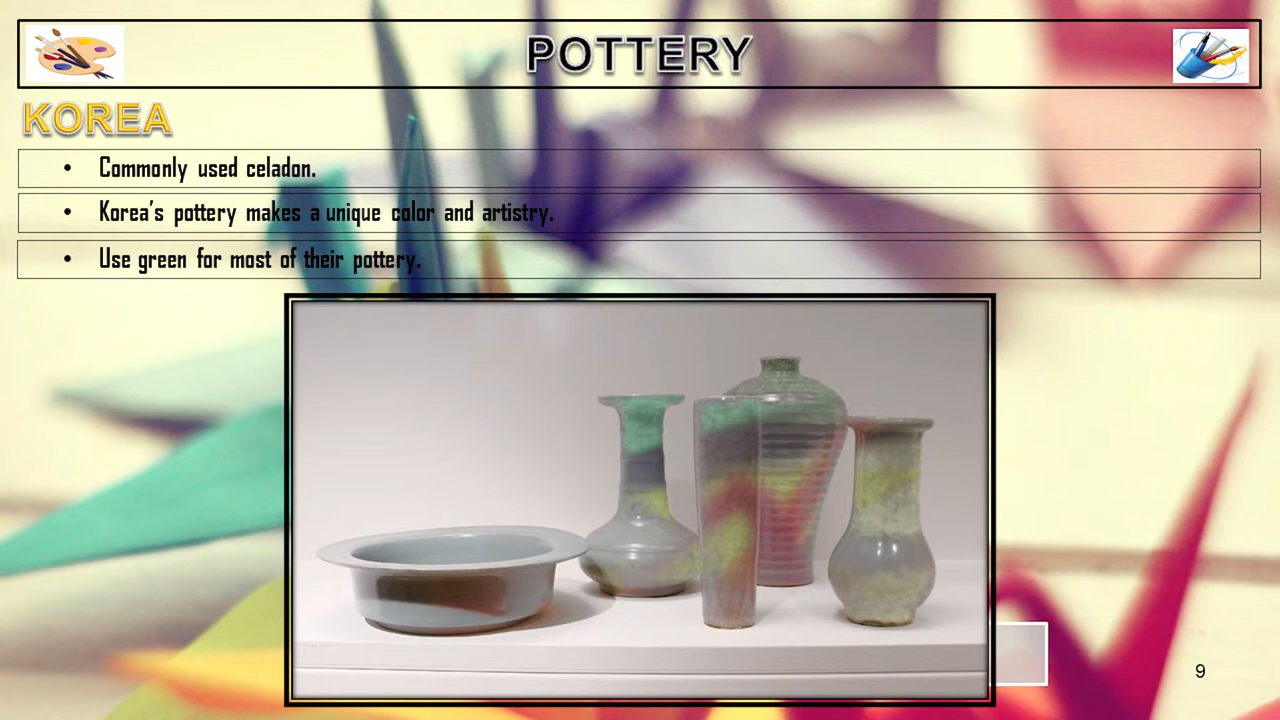 POTTERY
KOREA
• Commonly used celadon.
• Korea's pottery makes a unique color and artistry.
• Use green for most of their pottery.
9